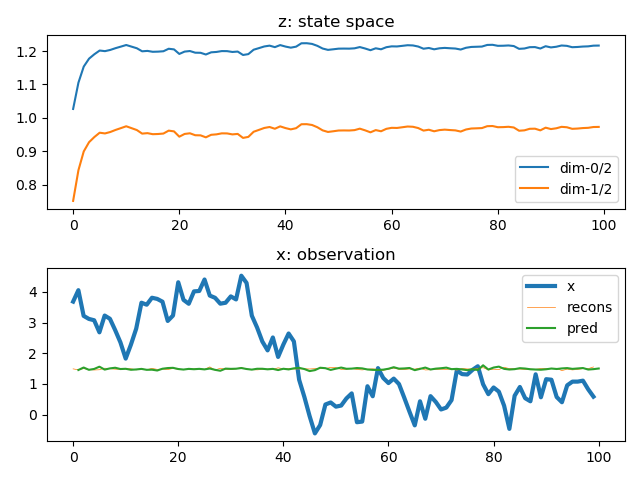 z: state space
1.2
1.1
1.0
0.9
0.8
dim-0/2
dim-1/2
0 20 40 60 80 100
x: observation
4
3
2
1
0
x
recons
pred
0 20 40 60 80 100